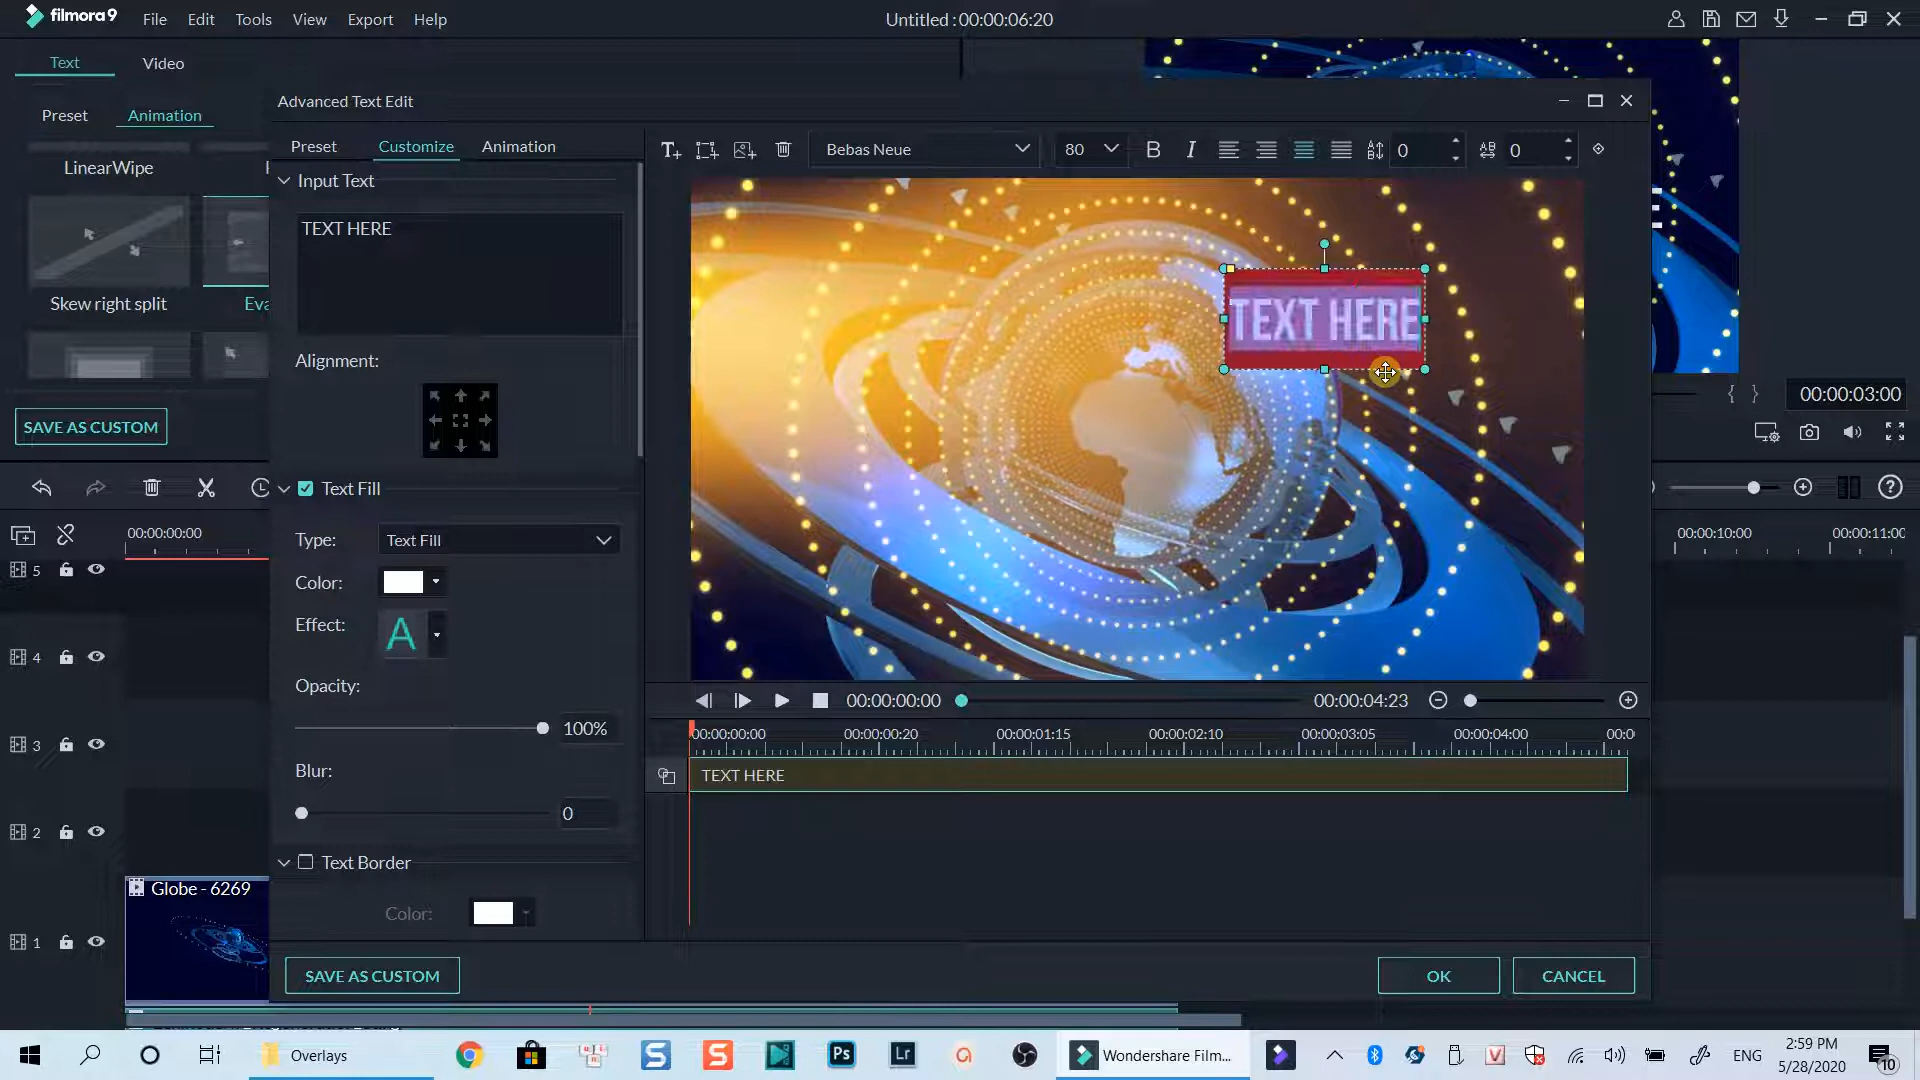 filmora9 File Edit Tools View Export Help Untitled : 00:00:06:20
Text Video
Advanced Text Edit
Preset Animation
Preset Customize Animation
Bebas Neue 80 B I 0 AB 0
LinearWipe
Input Text
TEXT HERE
TEXT HERE
Skew right split
Alignment:
00:00:03:00
SAVE AS CUSTOM
Text Fill
00:00:00:00
Type: Text Fill
00:00:10:00 00:00:11:00
5
Color:
Effect: A
4
Opacity:
100%
00:00:00:00 00:00:04:23
00:00:00:00 00:00:00:20 00:00:01:15 00:00:02:10 00:00:03:05 00:00:04:00
3
Blur:
TEXT HERE
0
2
Text Border
Globe - 6269
Color:
1
SAVE AS CUSTOM OK CANCEL
Overlays Ps Lr Wondershare Film... ENG
2:59 PM
5/28/2020
10